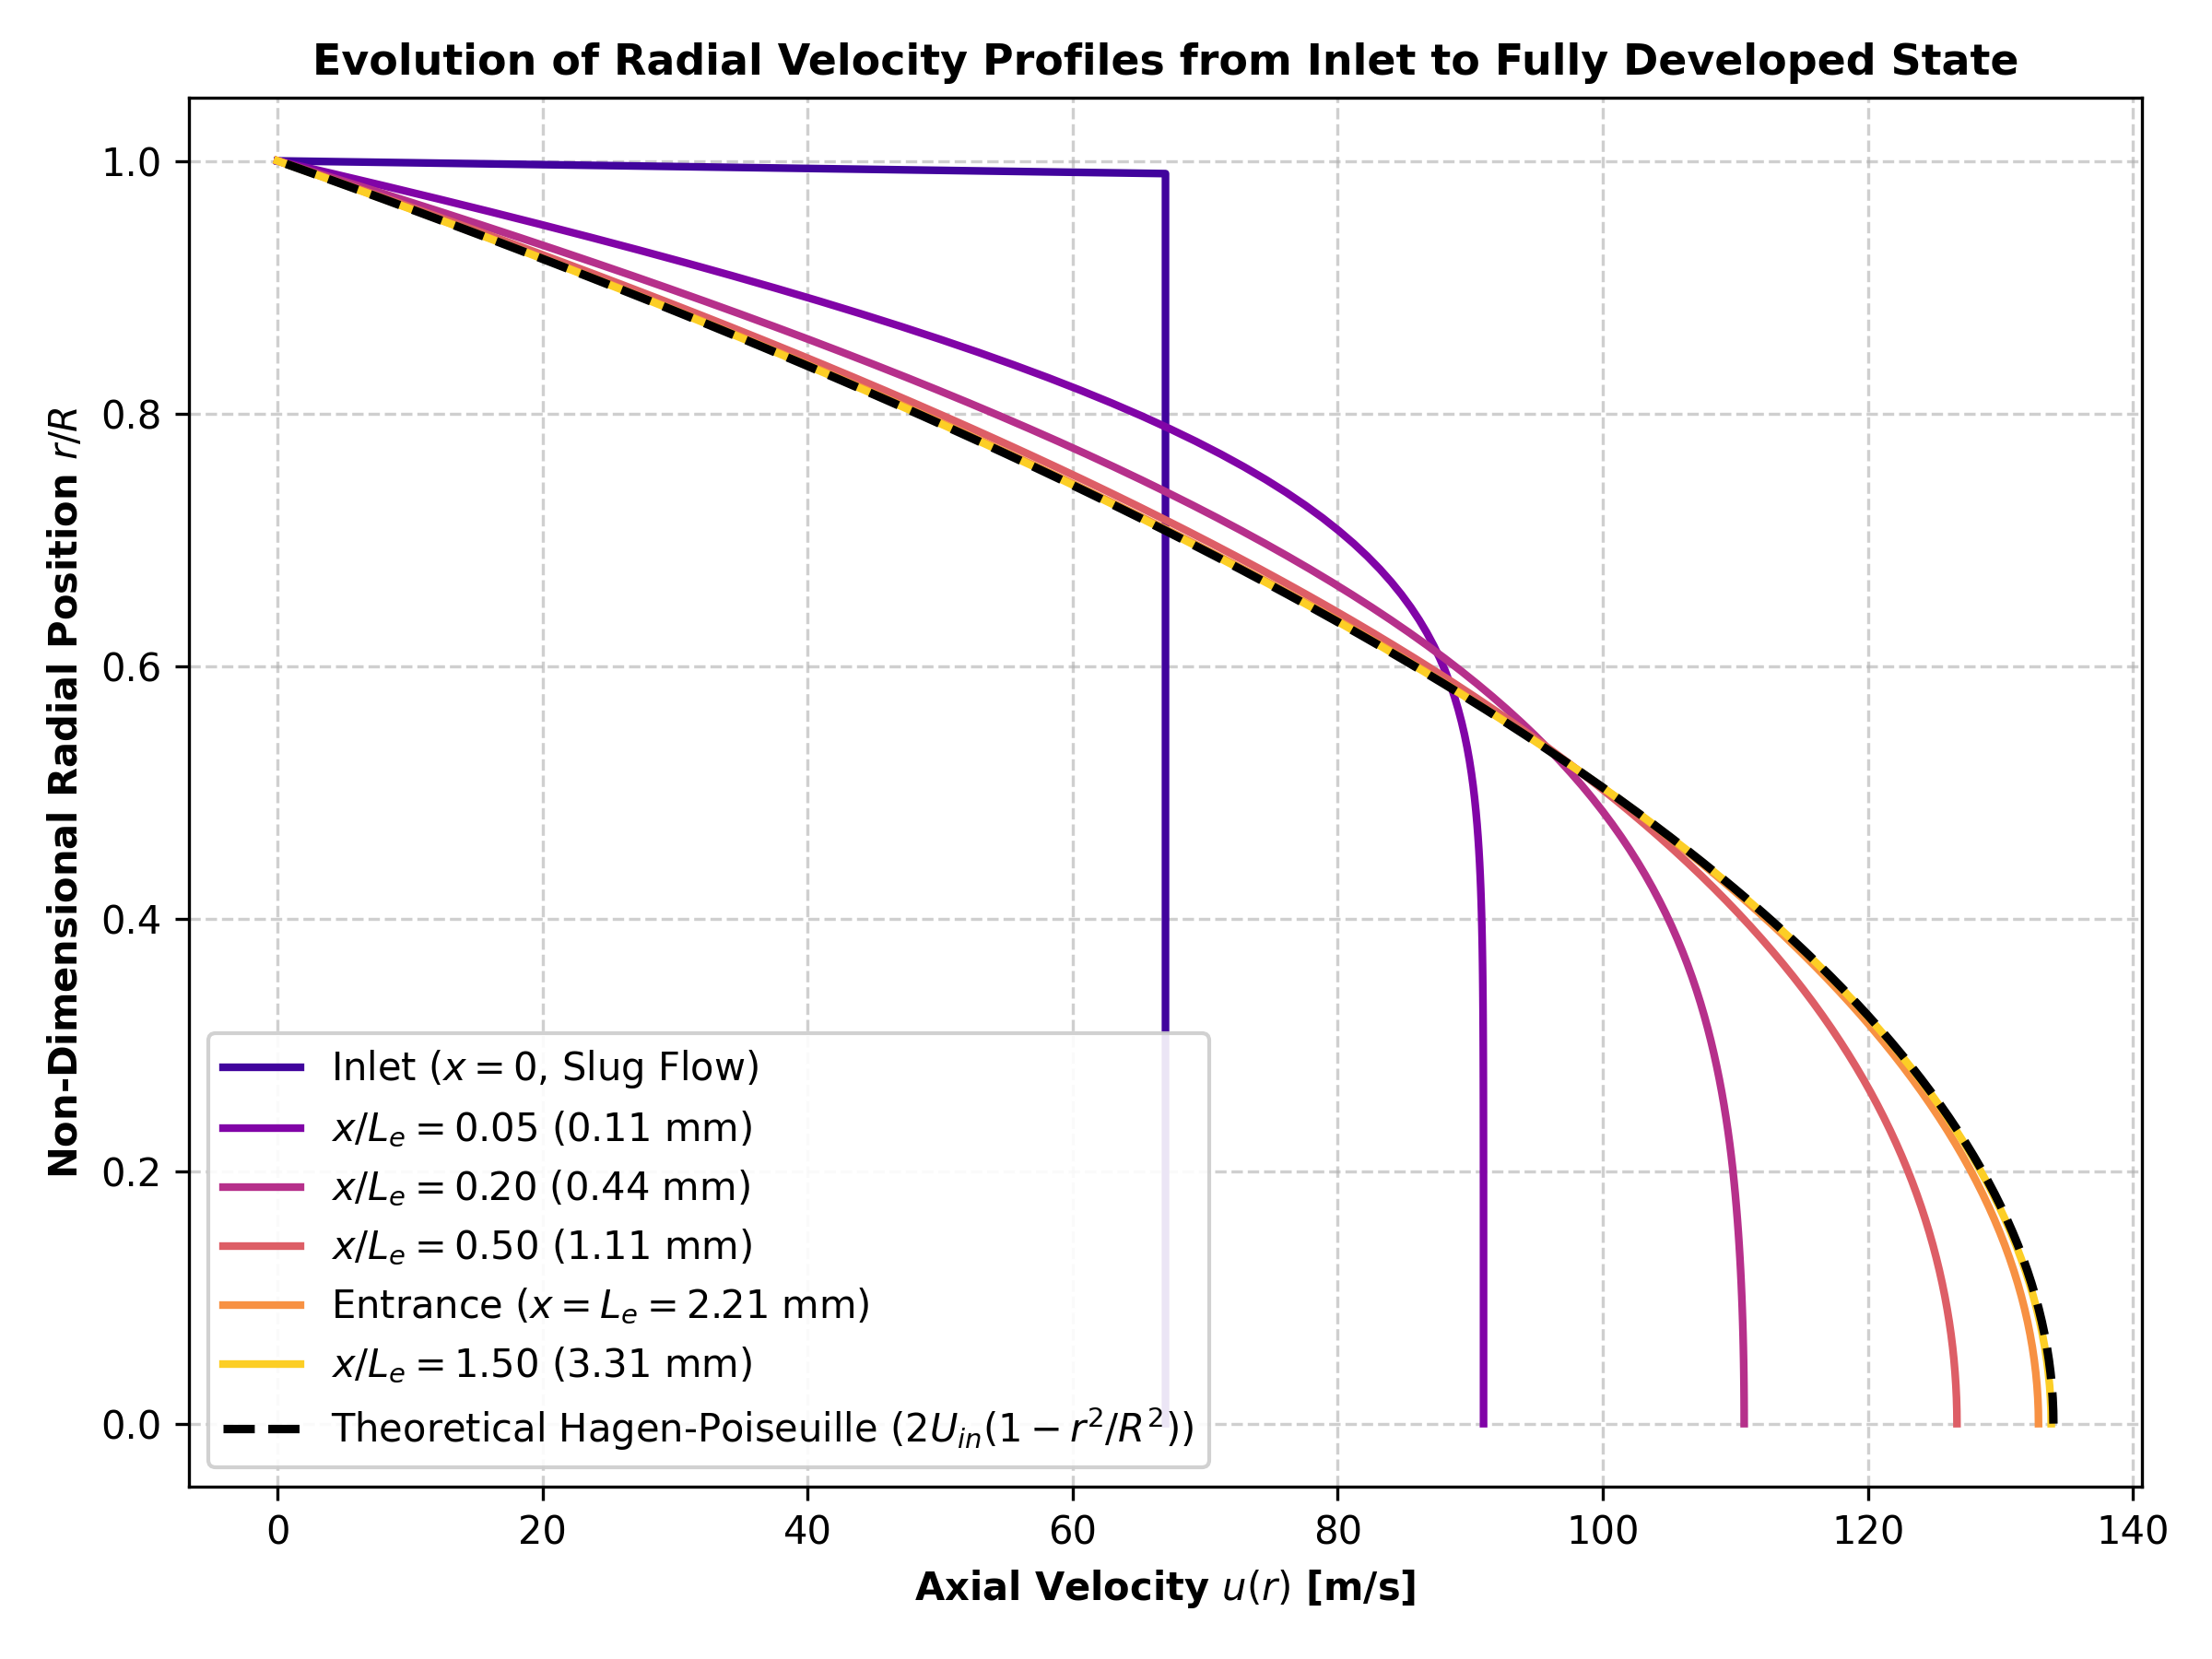 Evolution of Radial Velocity Profiles from Inlet to Fully Developed State
Non-Dimensional Radial Position r/R
1.0
0.8
0.6
0.4
0.2
0.0
Inlet (x = 0, Slug Flow)
x/Lₑ = 0.05 (0.11 mm)
x/Lₑ = 0.20 (0.44 mm)
x/Lₑ = 0.50 (1.11 mm)
Entrance (x = Lₑ = 2.21 mm)
x/Lₑ = 1.50 (3.31 mm)
Theoretical Hagen-Poiseuille (2Uᵢₙ(1 − r²/R²))
0 20 40 60 80 100 120 140
Axial Velocity u(r) [m/s]